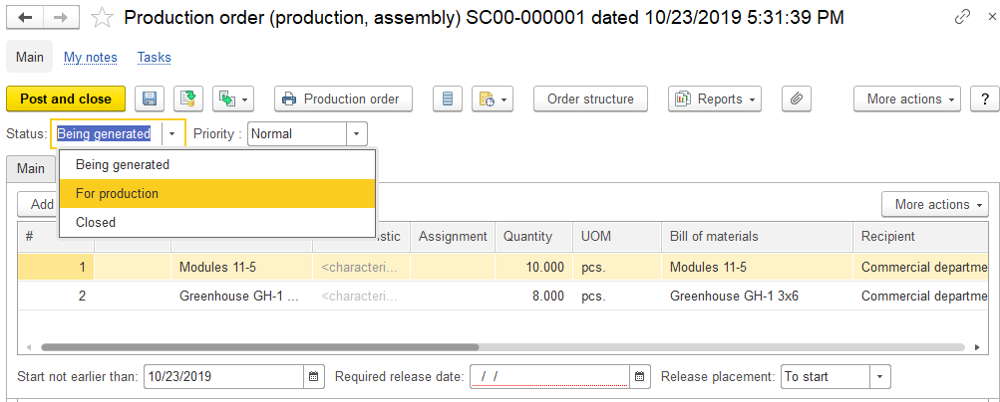 Production order (production, assembly) SC00-000001 dated 10/23/2019 5:31:39 PM
Main My notes Tasks
Post and close Production order Order structure Reports More actions ?
Status: Being generated Priority : Normal
Being generated
For production
Closed
Main
Add More actions
# istic Assignment Quantity UOM Bill of materials Recipient
1 Modules 11-5 <characteri... 10.000 pcs. Modules 11-5 Commercial departme
2 Greenhouse GH-1 ... <characteri... 8.000 pcs. Greenhouse GH-1 3x6 Commercial departme
Start not earlier than: 10/23/2019 Required release date: / / Release placement: To start